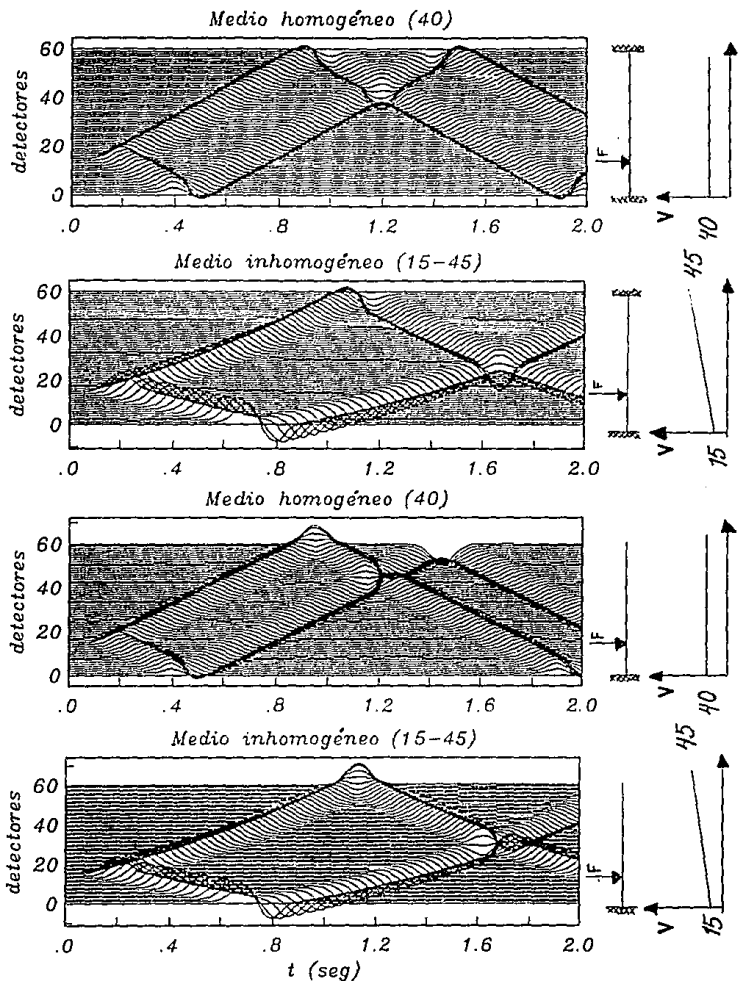 Medio homogéneo (40)
detectores
60
40
20
0
.0 .4 .8 1.2 1.6 2.0
F
V
40
Medio inhomogéneo (15-45)
detectores
60
40
20
0
.0 .4 .8 1.2 1.6 2.0
F
V
45
15
Medio homogéneo (40)
detectores
60
40
20
0
.0 .4 .8 1.2 1.6 2.0
F
V
40
Medio inhomogéneo (15-45)
detectores
60
40
20
0
.0 .4 .8 1.2 1.6 2.0
t (seg)
F
V
45
15